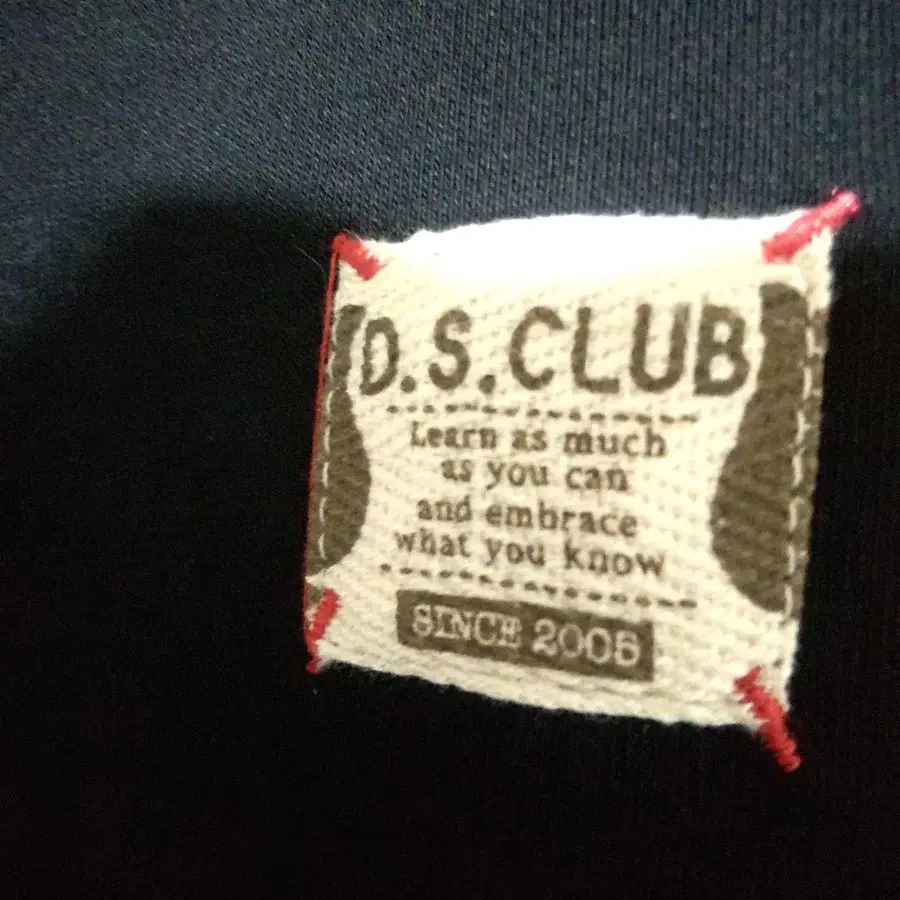 D.S.CLUB
Learn as much
as you can
and embrace
what you know
SINCE 2005